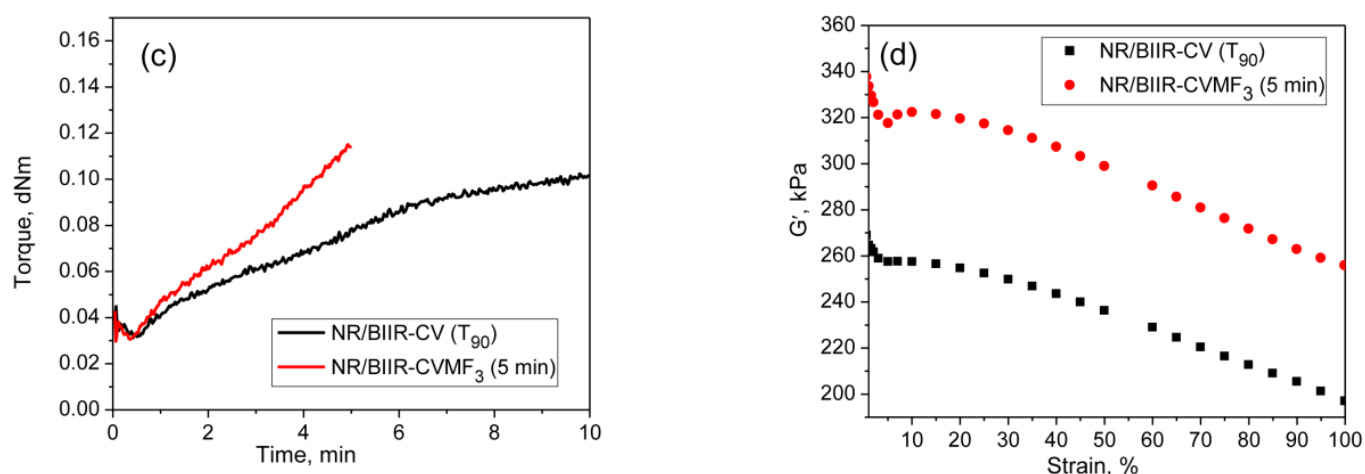 (c)
Torque, dNm
0.16
0.14
0.12
0.10
0.08
0.06
0.04
0.02
0.00
NR/BIIR-CV (T90)
NR/BIIR-CVMF3 (5 min)
0 2 4 6 8 10
Time, min
(d)
G', kPa
360
340
320
300
280
260
240
220
200
NR/BIIR-CV (T90)
NR/BIIR-CVMF3 (5 min)
10 20 30 40 50 60 70 80 90 100
Strain, %